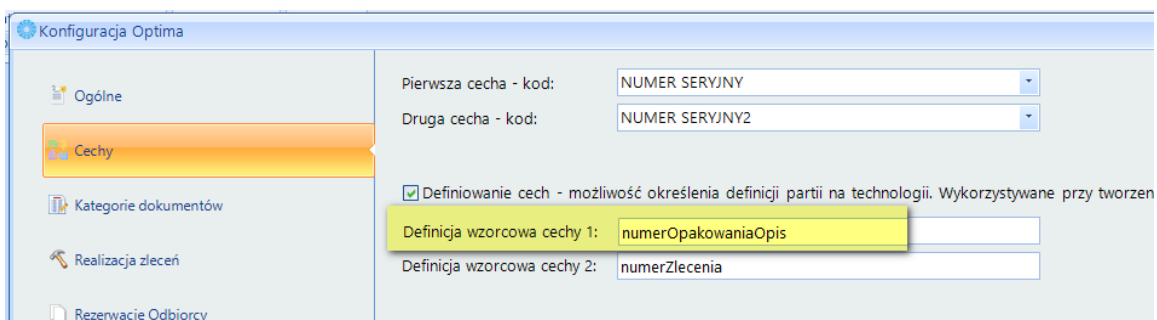 Konfiguracja Optima
Ogólne
Cechy
Kategorie dokumentów
Realizacja zleceń
Rezerwacje Odbiorcy
Pierwsza cecha - kod: NUMER SERYJNY
Druga cecha - kod: NUMER SERYJNY2
Definiowanie cech - możliwość określenia definicji partii na technologii. Wykorzystywane przy tworzen
Definicja wzorcowa cechy 1: numerOpakowaniaOpis
Definicja wzorcowa cechy 2: numerZlecenia